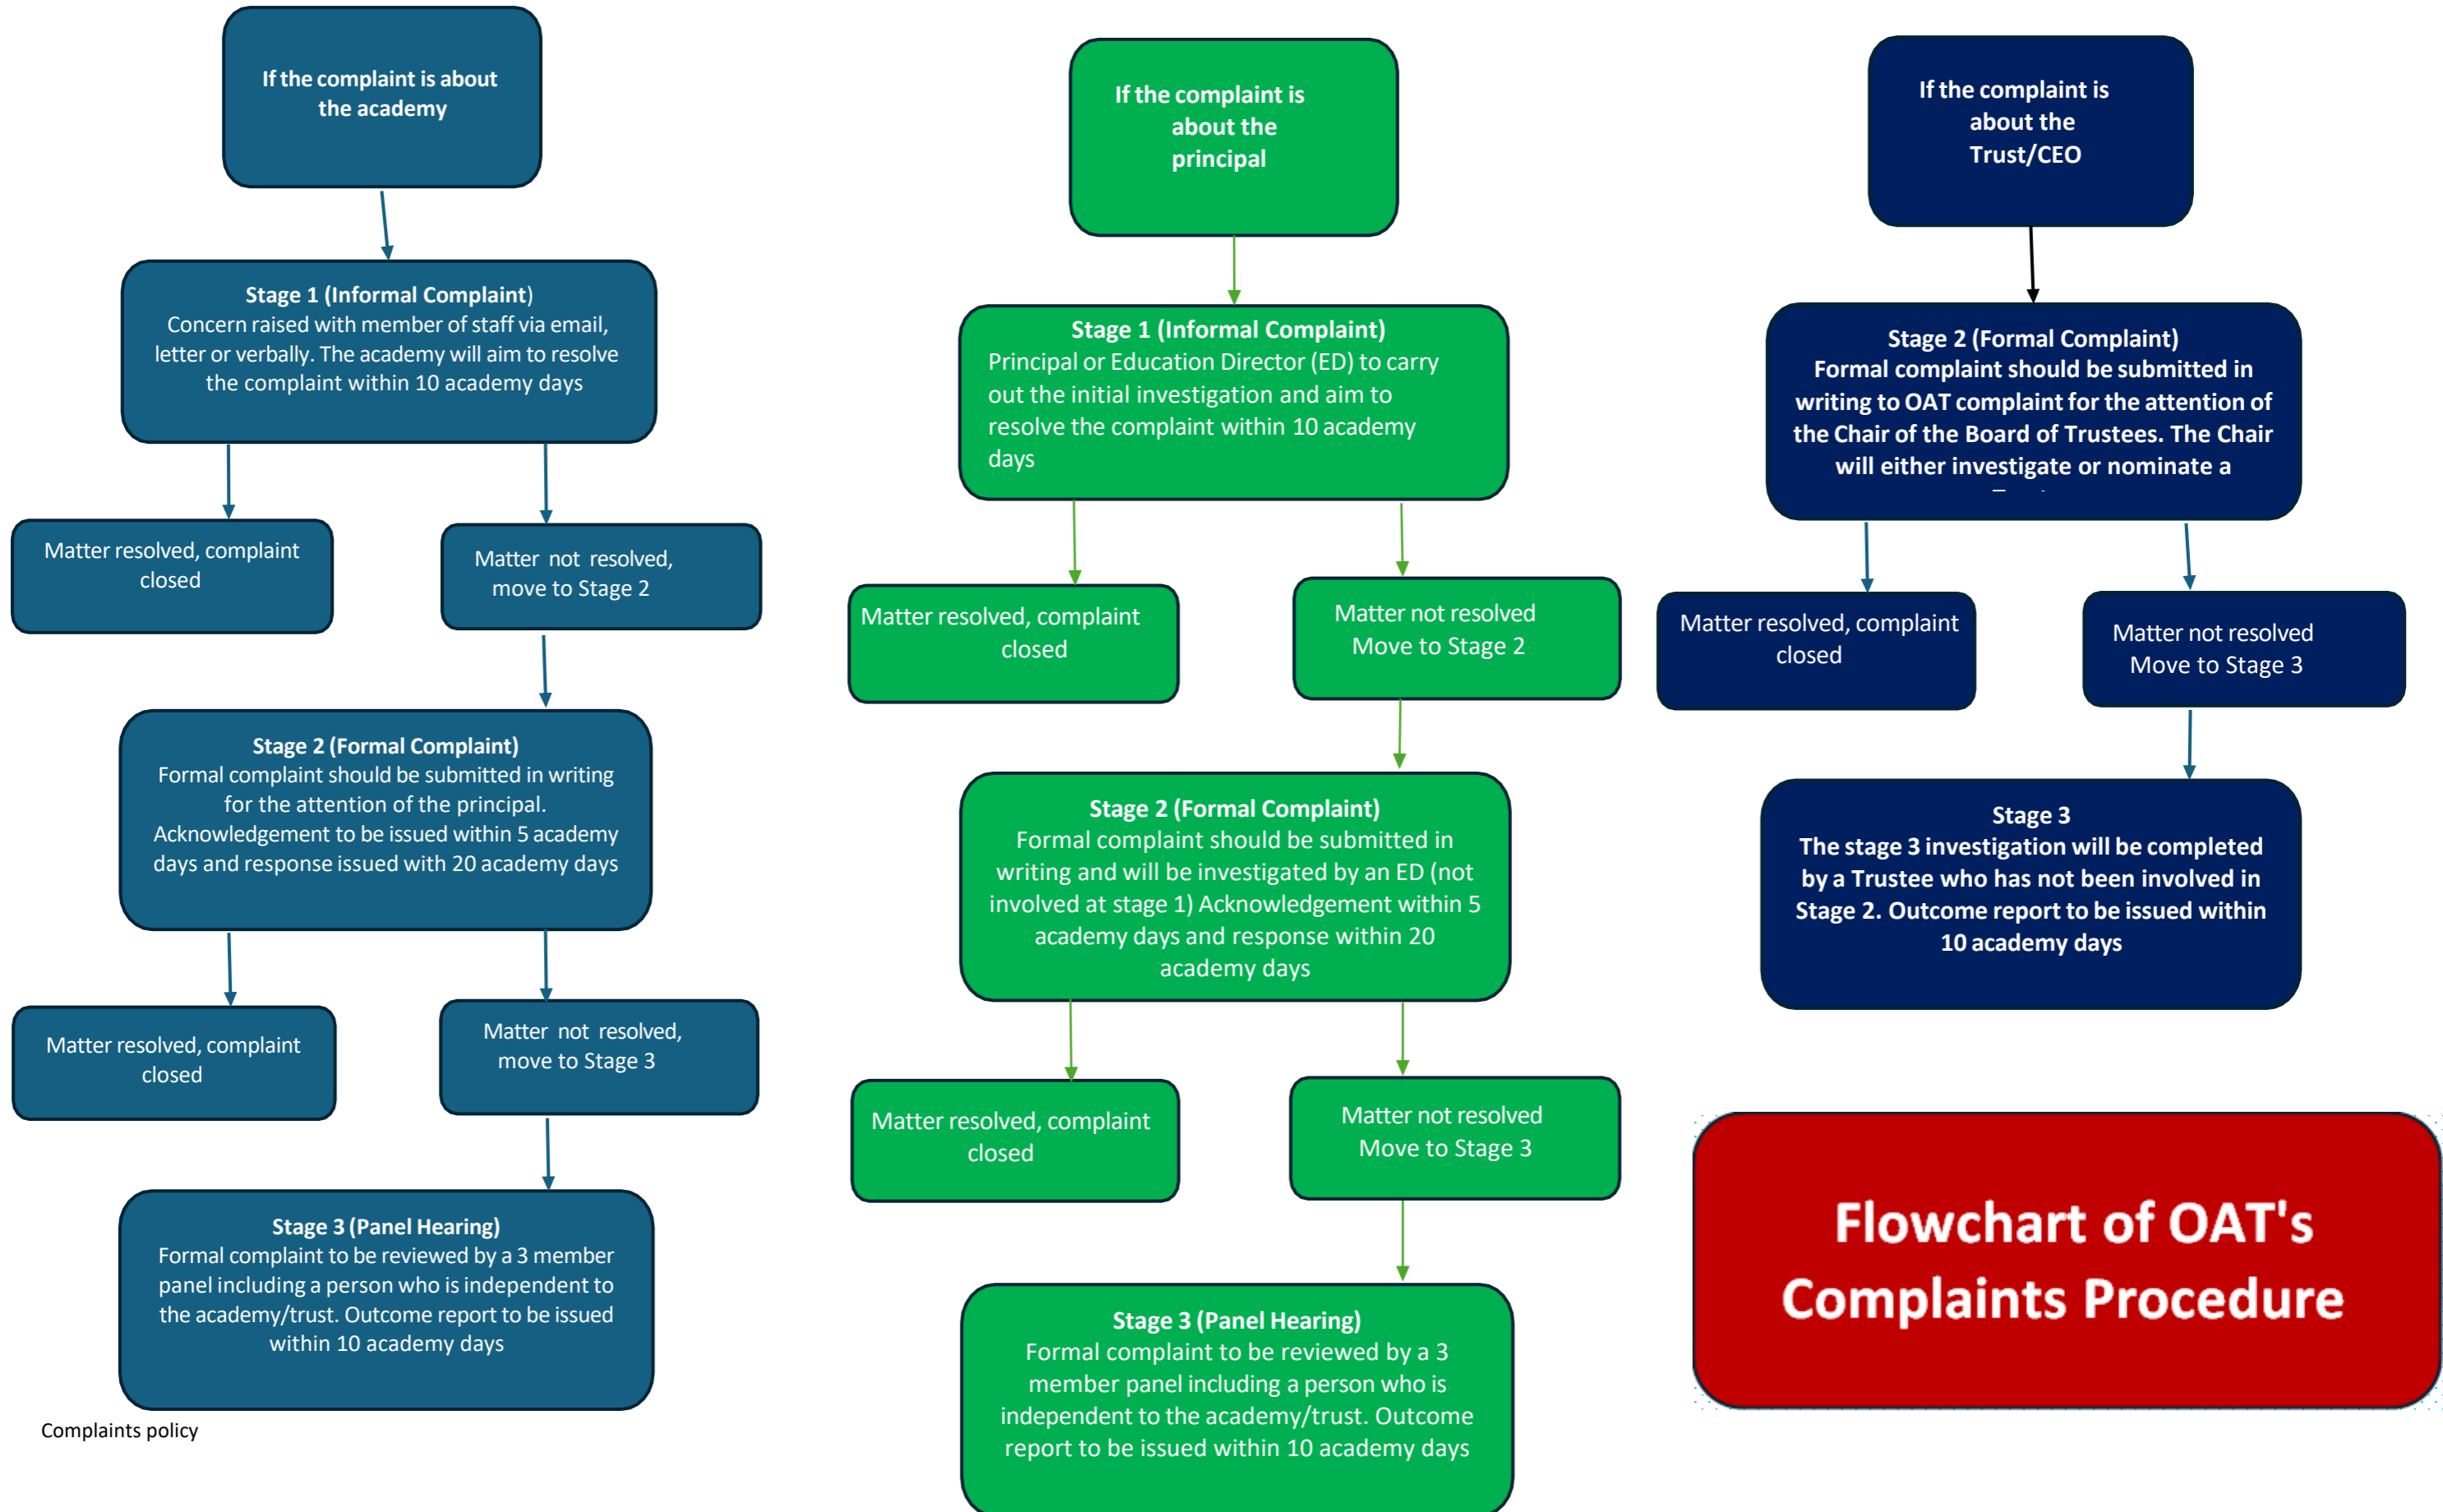 If the complaint is about
the academy
Stage 1 (Informal Complaint)
Concern raised with member of staff via email,
letter or verbally. The academy will aim to resolve
the complaint within 10 academy days
Matter resolved, complaint
closed
Matter not resolved,
move to Stage 2
Stage 2 (Formal Complaint)
Formal complaint should be submitted in writing
for the attention of the principal.
Acknowledgement to be issued within 5 academy
days and response issued with 20 academy days
Matter resolved, complaint
closed
Matter not resolved,
move to Stage 3
Stage 3 (Panel Hearing)
Formal complaint to be reviewed by a 3 member
panel including a person who is independent to
the academy/trust. Outcome report to be issued
within 10 academy days
Complaints policy
If the complaint is
about the
principal
Stage 1 (Informal Complaint)
Principal or Education Director (ED) to carry
out the initial investigation and aim to
resolve the complaint within 10 academy
days
Matter resolved, complaint
closed
Matter not resolved
Move to Stage 2
Stage 2 (Formal Complaint)
Formal complaint should be submitted in
writing and will be investigated by an ED (not
involved at stage 1) Acknowledgement within 5
academy days and response within 20
academy days
Matter resolved, complaint
closed
Matter not resolved
Move to Stage 3
Stage 3 (Panel Hearing)
Formal complaint to be reviewed by a 3
member panel including a person who is
independent to the academy/trust. Outcome
report to be issued within 10 academy days
If the complaint is
about the
Trust/CEO
Stage 2 (Formal Complaint)
Formal complaint should be submitted in
writing to OAT complaint for the attention of
the Chair of the Board of Trustees. The Chair
will either investigate or nominate a
Matter resolved, complaint
closed
Matter not resolved
Move to Stage 3
Stage 3
The stage 3 investigation will be completed
by a Trustee who has not been involved in
Stage 2. Outcome report to be issued within
10 academy days
Flowchart of OAT's
Complaints Procedure